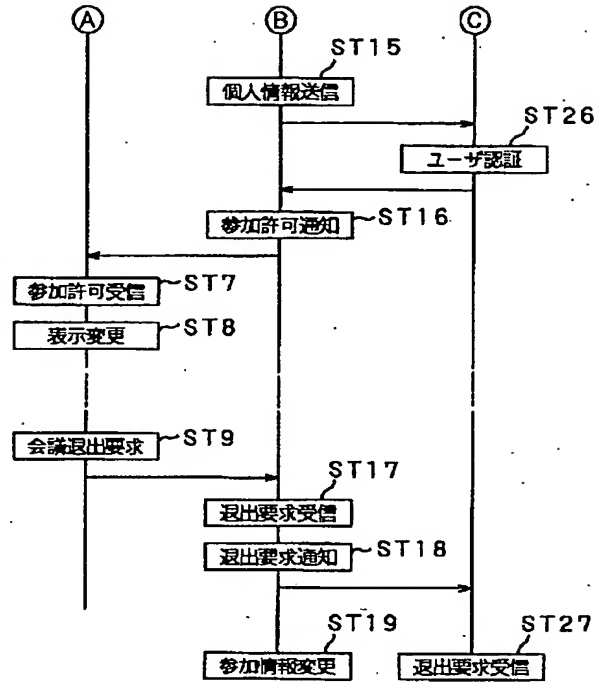 Ⓐ Ⓑ Ⓒ
ST15
個人情報送信
ST26
ユーザ認証
参加許可通知 ST16
参加許可受信 ST7
表示変更 ST8
会議退出要求 ST9
ST17
退出要求受信
退出要求通知 ST18
ST19 ST27
参加情報変更 退出要求受信